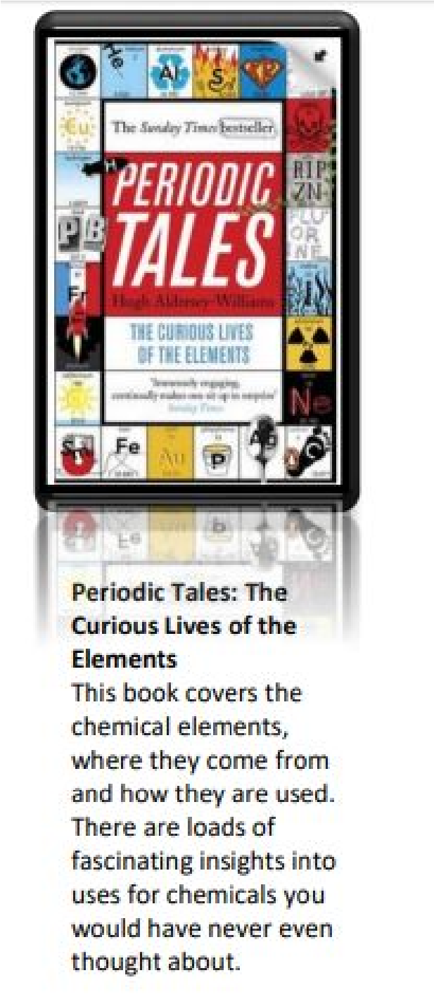 He
Al
S
Eu
The Sunday Times bestseller
H
PERIODIC
RIP
ZN
TALES
PB
FLU
OR
INE
Fr
Hugh Aldersey-Williams
THE CURIOUS LIVES
OF THE ELEMENTS
Ne
'Immensely engaging,
continually makes one sit up in surprise'
Sunday Times
Fe
Au
P
Ag
Periodic Tales: The
Curious Lives of the
Elements
This book covers the
chemical elements,
where they come from
and how they are used.
There are loads of
fascinating insights into
uses for chemicals you
would have never even
thought about.